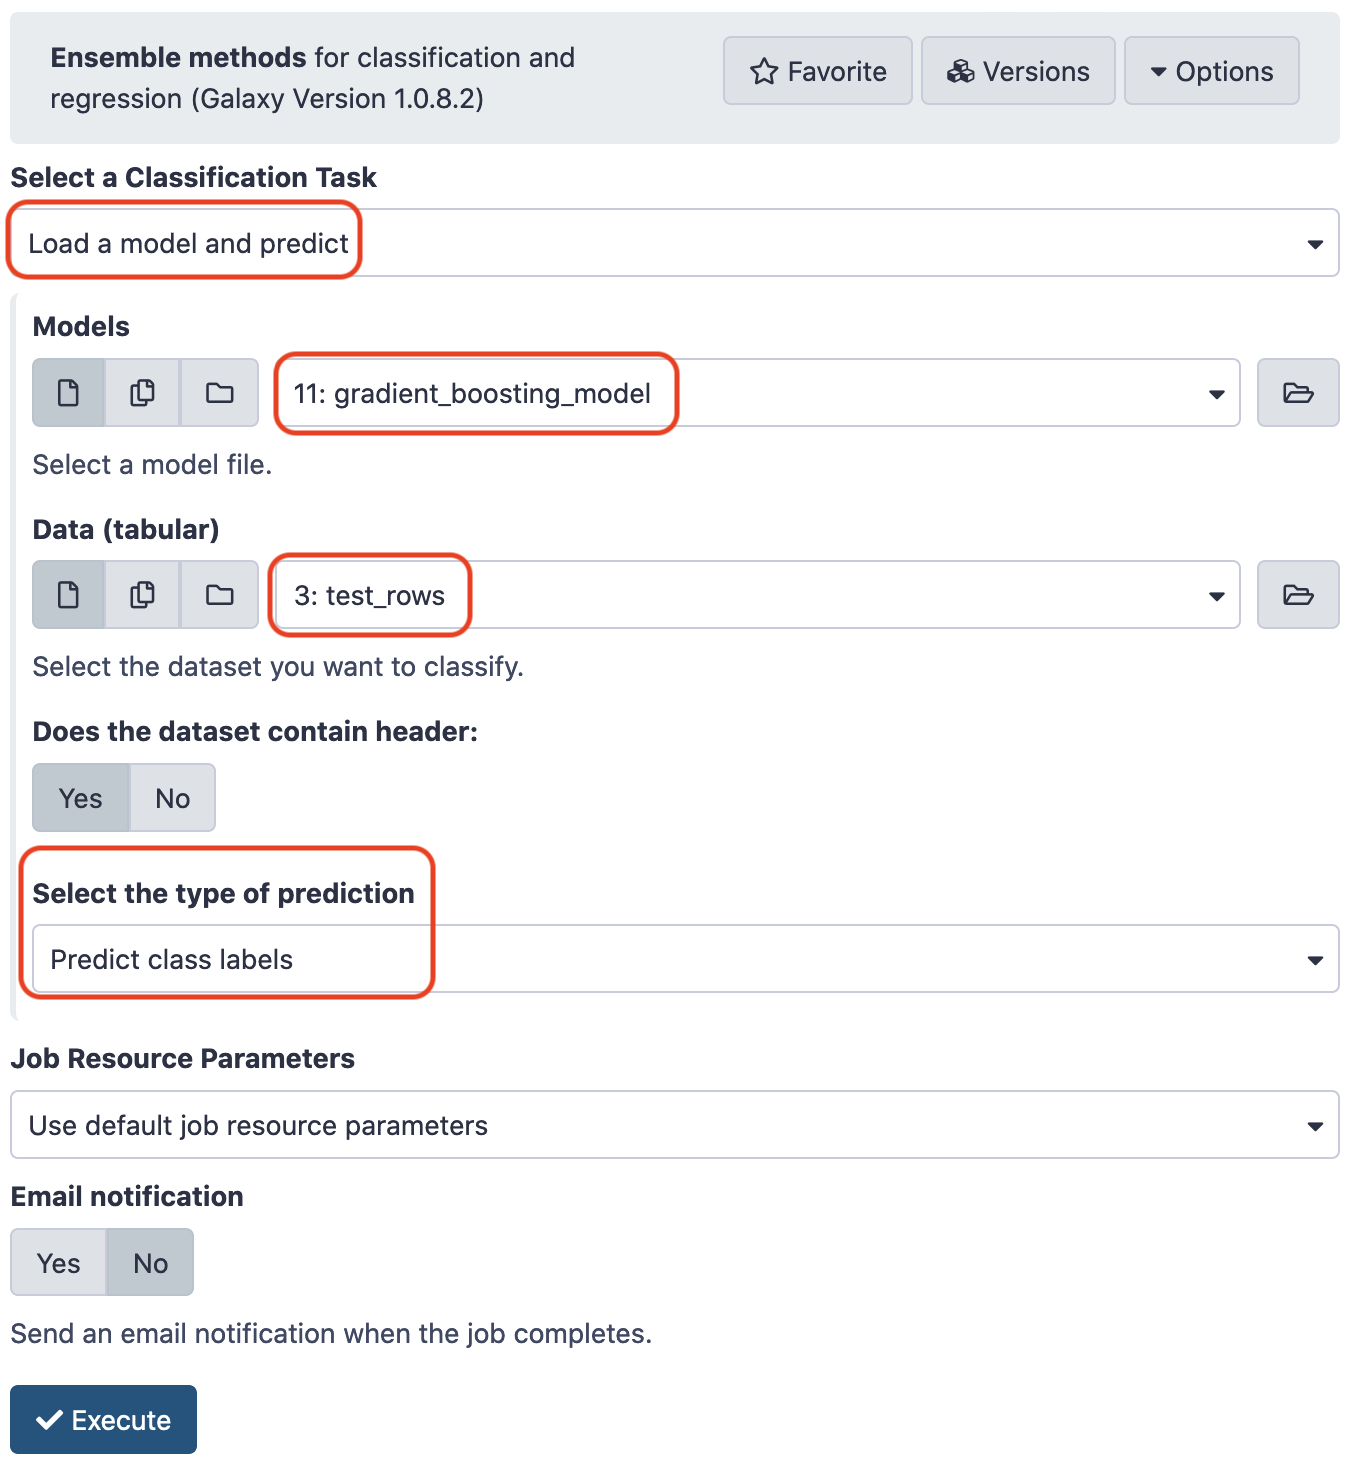 Ensemble methods for classification and
regression (Galaxy Version 1.0.8.2)
Favorite
Versions
Options
Select a Classification Task
Load a model and predict
Models
11: gradient_boosting_model
Select a model file.
Data (tabular)
3: test_rows
Select the dataset you want to classify.
Does the dataset contain header:
Yes No
Select the type of prediction
Predict class labels
Job Resource Parameters
Use default job resource parameters
Email notification
Yes No
Send an email notification when the job completes.
Execute